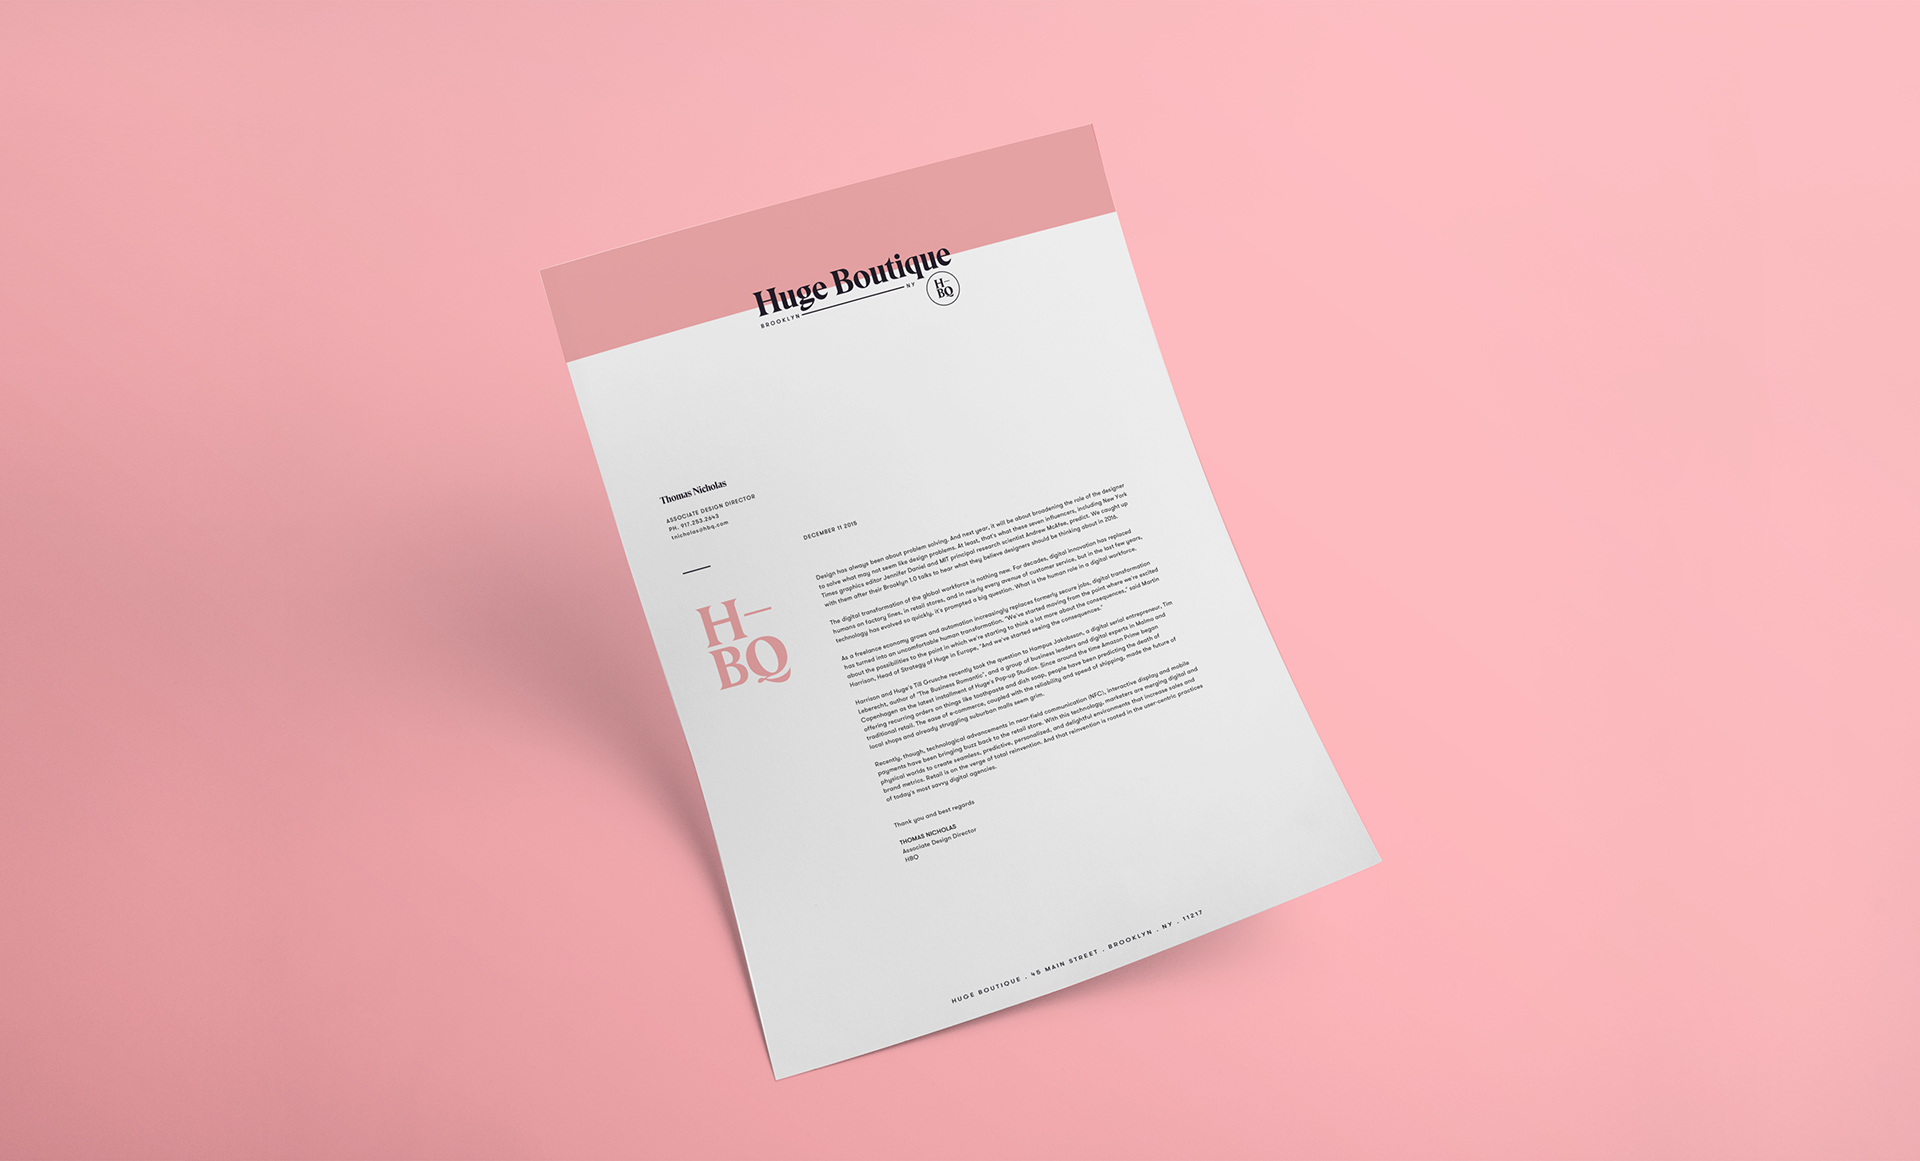 Huge Boutique
BROOKLYN NY
H–
BQ
Thomas Nicholas
ASSOCIATE DESIGN DIRECTOR
PH. 917.253.2643
tnicholas@hbq.com
H–
BQ
DECEMBER 11 2015
Design has always been about problem solving. And next year, it will be about broadening the role of the designer
to solve what may not seem like design problems. At least, that's what these seven influencers, including New York
Times graphics editor Jennifer Daniel and MIT principal research scientist Andrew McAfee, predict. We caught up
with them after their Brooklyn 1.0 talks to hear what they believe designers should be thinking about in 2016.
The digital transformation of the global workforce is nothing new. For decades, digital innovation has replaced
humans on factory lines, in retail stores, and in nearly every avenue of customer service, but in the last few years,
technology has evolved so quickly, it's prompted a big question. What is the human role in a digital workforce.
As a freelance economy grows and automation increasingly replaces formerly secure jobs, digital transformation
has turned into an uncomfortable human transformation. "We've started moving from the point where we're excited
about the possibilities to the point in which we're starting to think a lot more about the consequences," said Martin
Harrison, Head of Strategy of Huge in Europe. "And we've started seeing the consequences."
Harrison and Huge's Till Grusche recently took the question to Hampus Jakobsson, a digital serial entrepreneur, Tim
Leberecht, author of "The Business Romantic", and a group of business leaders and digital experts in Malmo and
Copenhagen as the latest installment of Huge's Pop-up Studios. Since around the time Amazon Prime began
offering recurring orders on things like toothpaste and dish soap, people have been predicting the death of
traditional retail. The ease of e-commerce, coupled with the reliability and speed of shipping, made the future of
local shops and already struggling suburban malls seem grim.
Recently, though, technological advancements in near-field communication (NFC), interactive display and mobile
payments have been bringing buzz back to the retail store. With this technology, marketers are merging digital and
physical worlds to create seamless, predictive, personalized, and delightful environments that increase sales and
brand metrics. Retail is on the verge of total reinvention. And that reinvention is rooted in the user-centric practices
of today's most savvy digital agencies.
Thank you and best regards
THOMAS NICHOLAS
Associate Design Director
HBQ
HUGE BOUTIQUE . 45 MAIN STREET . BROOKLYN . NY . 11217